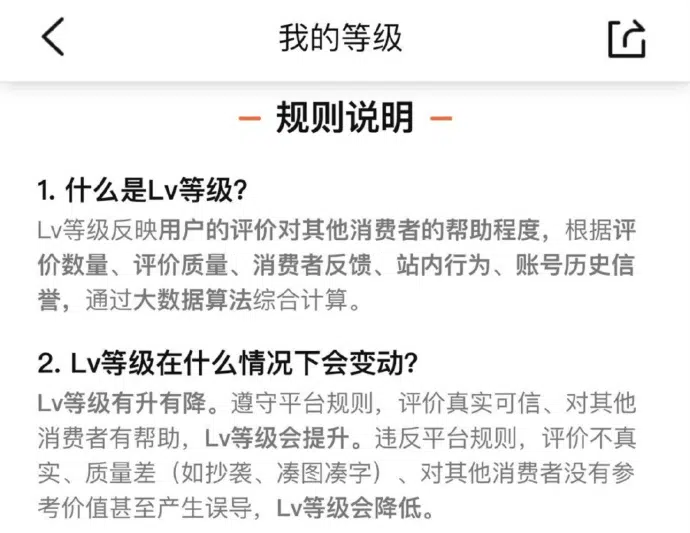 我的等级
规则说明
1. 什么是Lv等级?
Lv等级反映用户的评价对其他消费者的帮助程度，根据评
价数量、评价质量、消费者反馈、站内行为、账号历史信
誉，通过大数据算法综合计算。
2. Lv等级在什么情况下会变动?
Lv等级有升有降。遵守平台规则，评价真实可信、对其他
消费者有帮助，Lv等级会提升。违反平台规则，评价不真
实、质量差（如抄袭、凑图凑字）、对其他消费者没有参
考价值甚至产生误导，Lv等级会降低。